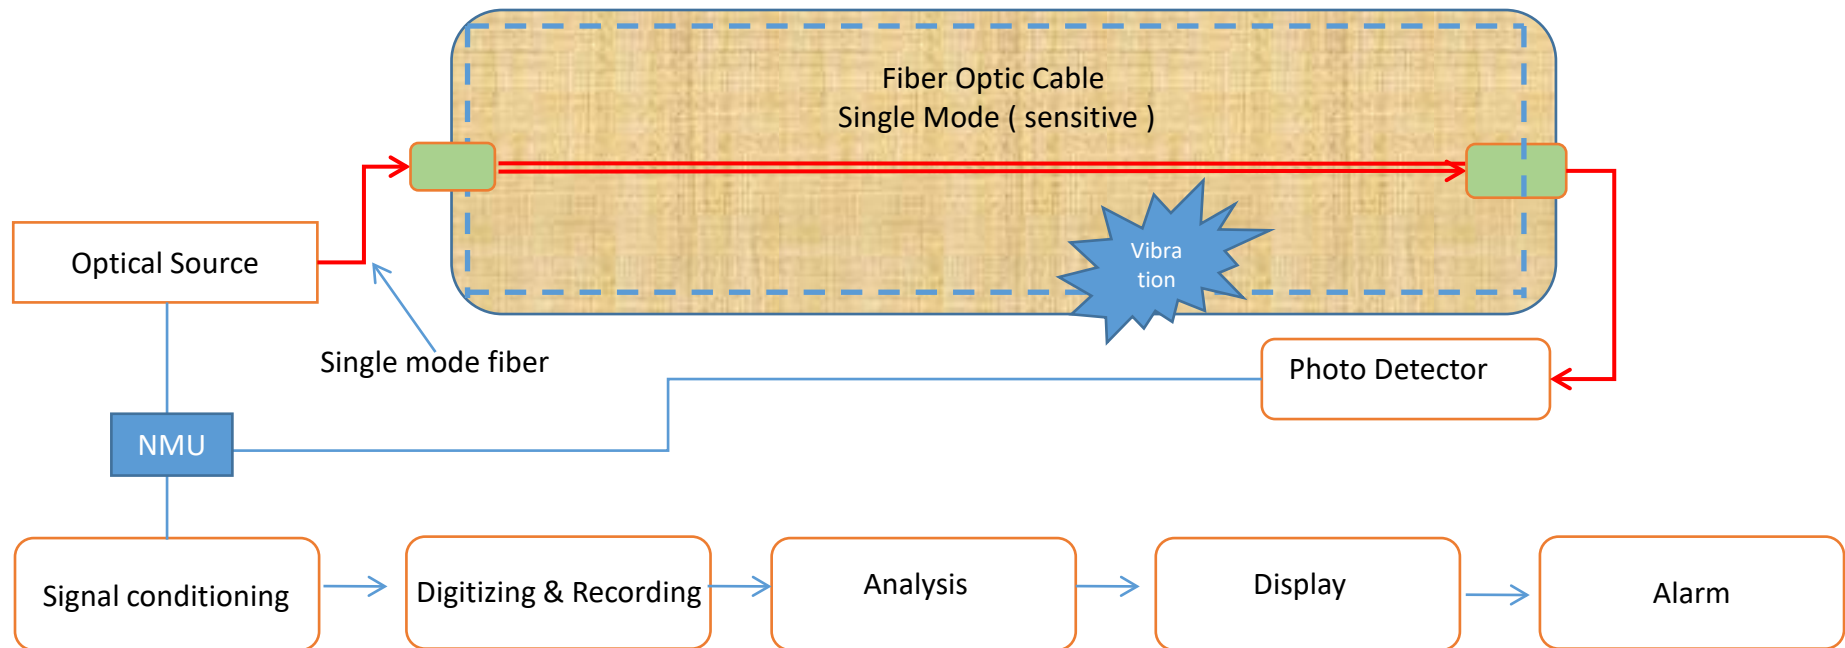 Fiber Optic Cable
Single Mode ( sensitive )
Optical Source
Vibra
tion
Single mode fiber
Photo Detector
NMU
Signal conditioning
Digitizing & Recording
Analysis
Display
Alarm